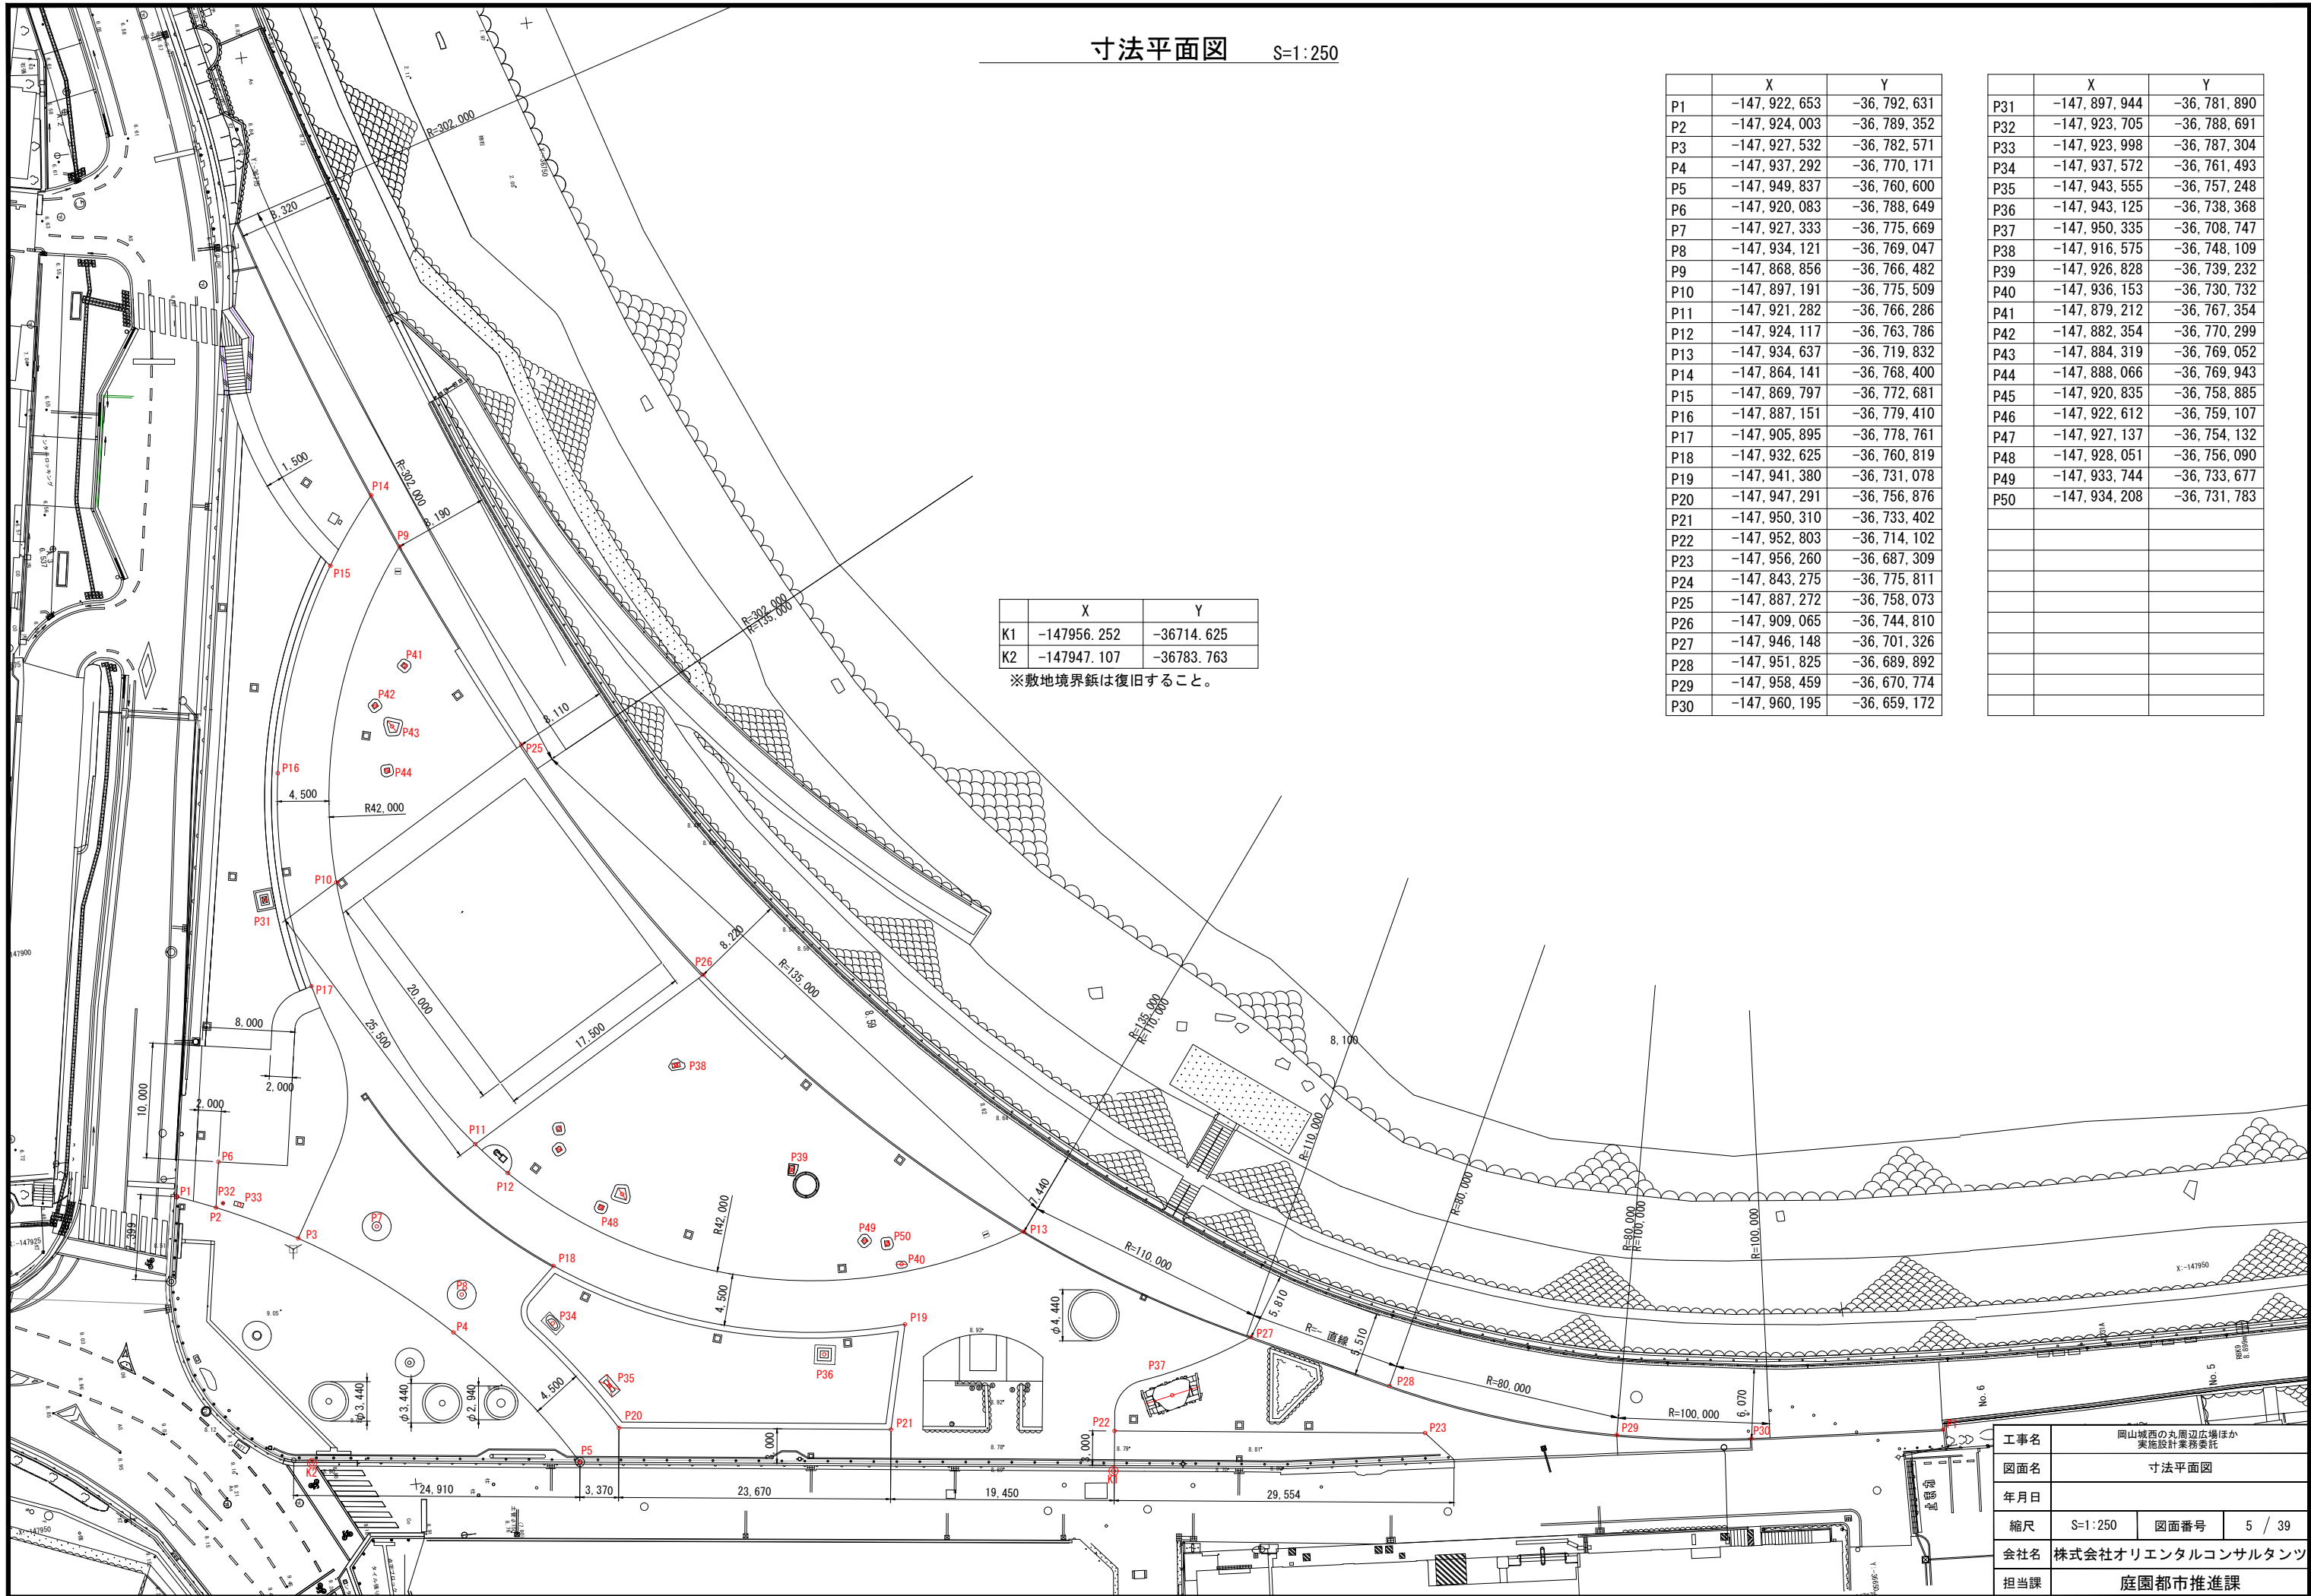 寸法平面図 S=1:250
X Y
P1 -147,922,653 -36,792,631
P2 -147,924,003 -36,789,352
P3 -147,927,532 -36,782,571
P4 -147,937,292 -36,770,171
P5 -147,949,837 -36,760,600
P6 -147,920,083 -36,788,649
P7 -147,927,333 -36,775,669
P8 -147,934,121 -36,769,047
P9 -147,868,856 -36,766,482
P10 -147,897,191 -36,775,509
P11 -147,921,282 -36,766,286
P12 -147,924,117 -36,763,786
P13 -147,934,637 -36,719,832
P14 -147,864,141 -36,768,400
P15 -147,869,797 -36,772,681
P16 -147,887,151 -36,779,410
P17 -147,905,895 -36,778,761
P18 -147,932,625 -36,760,819
P19 -147,941,380 -36,731,078
P20 -147,947,291 -36,756,876
P21 -147,950,310 -36,733,402
P22 -147,952,803 -36,714,102
P23 -147,956,260 -36,687,309
P24 -147,843,275 -36,775,811
P25 -147,887,272 -36,758,073
P26 -147,909,065 -36,744,810
P27 -147,946,148 -36,701,326
P28 -147,951,825 -36,689,892
P29 -147,958,459 -36,670,774
P30 -147,960,195 -36,659,172
X Y
P31 -147,897,944 -36,781,890
P32 -147,923,705 -36,788,691
P33 -147,923,998 -36,787,304
P34 -147,937,572 -36,761,493
P35 -147,943,555 -36,757,248
P36 -147,943,125 -36,738,368
P37 -147,950,335 -36,708,747
P38 -147,916,575 -36,748,109
P39 -147,926,828 -36,739,232
P40 -147,936,153 -36,730,732
P41 -147,879,212 -36,767,354
P42 -147,882,354 -36,770,299
P43 -147,884,319 -36,769,052
P44 -147,888,066 -36,769,943
P45 -147,920,835 -36,758,885
P46 -147,922,612 -36,759,107
P47 -147,927,137 -36,754,132
P48 -147,928,051 -36,756,090
P49 -147,933,744 -36,733,677
P50 -147,934,208 -36,731,783
X Y
K1 -147956.252 -36714.625
K2 -147947.107 -36783.763
※敷地境界鋲は復旧すること。
R=302,000
8,320
1,500
P14
R=302,000
8,190
P9
P15
R=302,000
R=135,000
P41
P42
P43
P44
8,110
P25
P16
4,500
R42,000
P10
P31
P26
8,220
R=135,000
P17
20,000
25,500
17,500
8,000
2,000
10,000
2,000
P38
R=135,000
R=110,000
8,100
P11
P12
P39
P6
P1
P32
P33
P2
P3
P7
P8
P48
R42,000
P49
P50
P40
7,440
P13
R=110,000
R=110,000
R=80,000
R=80,000
R=100,000
R=100,000
P18
4,500
P34
P4
P19
φ4,440
5,810
P27
R=- 直線
5,510
P36
P35
P37
P28
R=80,000
4,500
φ3,440
φ3,440
φ2,940
P20
P21
P22
3,000
P23
R=100,000
6,070
P29
P30
No.6
No.5
K2
P5
K1
24,910
3,370
23,670
19,450
29,554
X:-147950
工事名 岡山城西の丸周辺広場ほか
実施設計業務委託
図面名 寸法平面図
年月日
縮尺 S=1:250 図面番号 5 / 39
会社名 株式会社オリエンタルコンサルタンツ
担当課 庭園都市推進課